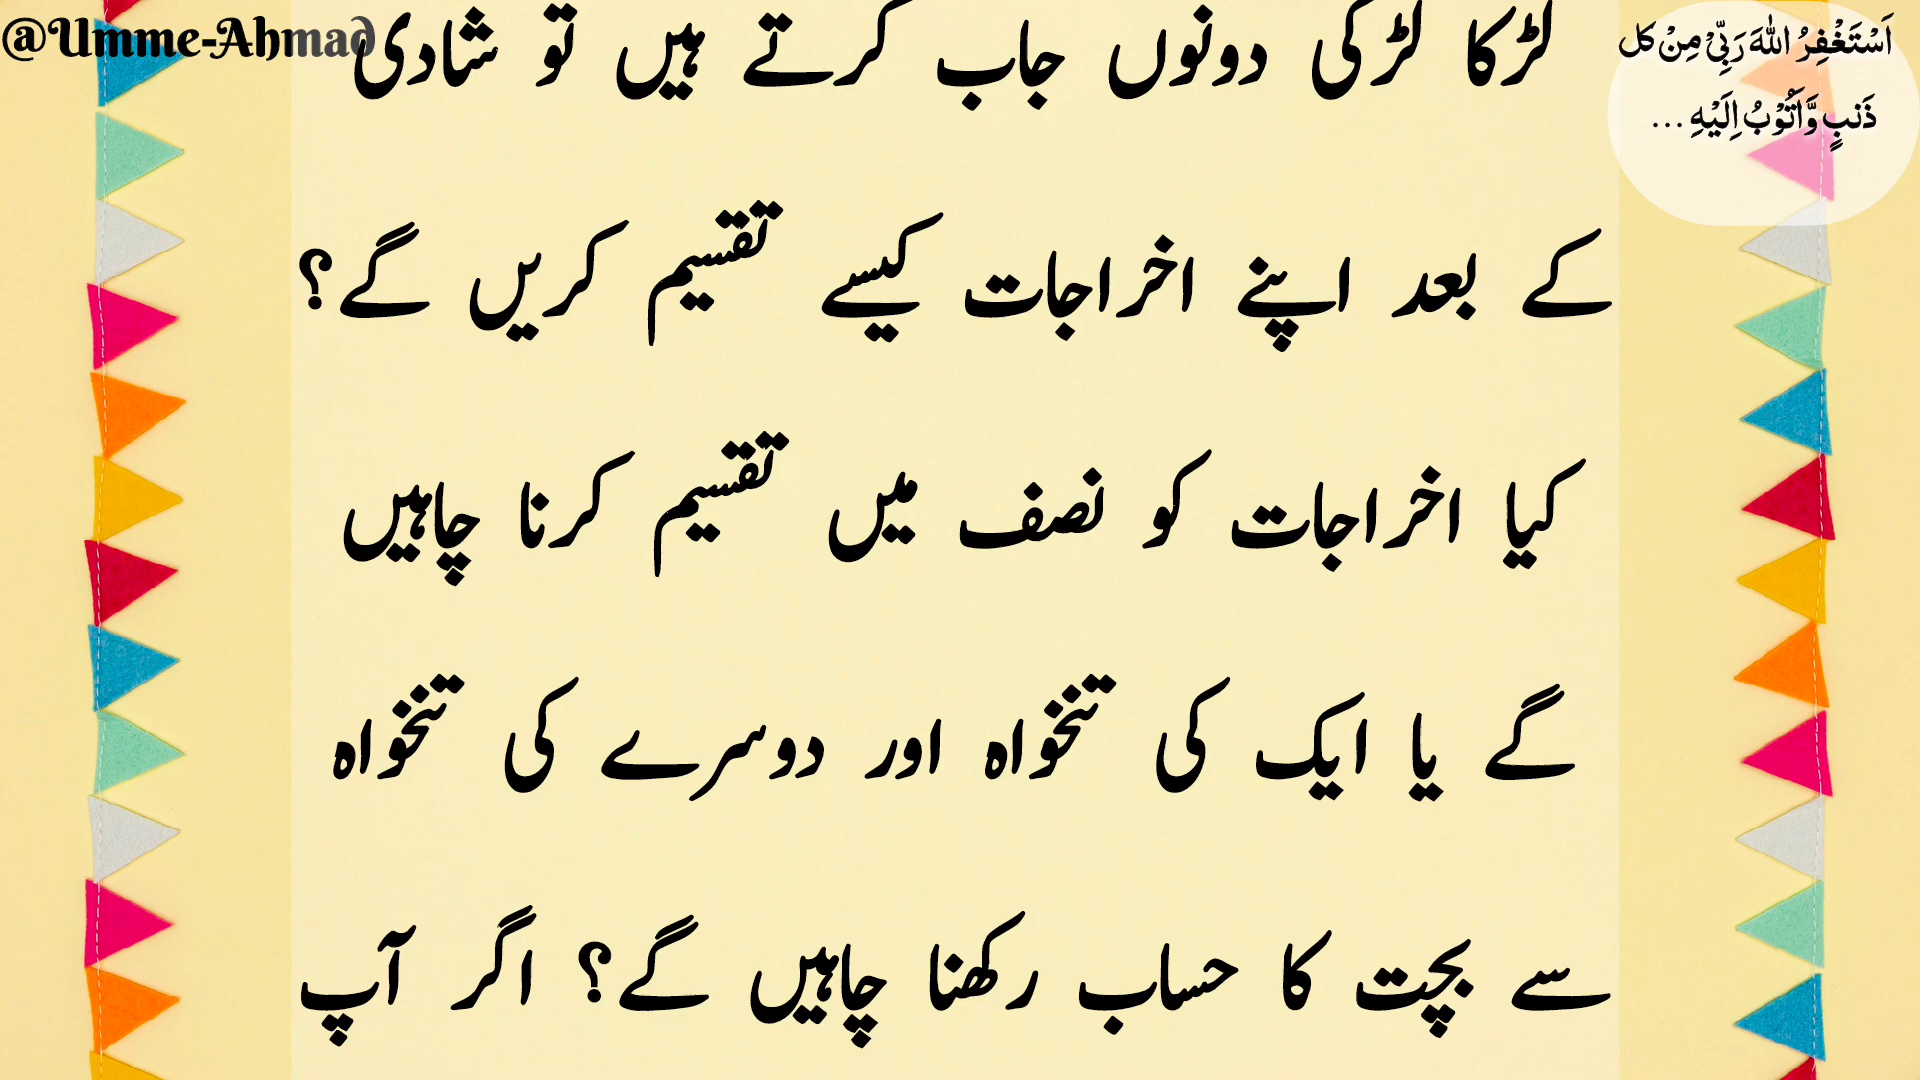 @Umme-Ahmad
اَسْتَغْفِرُ اللهَ رَبِّیْ مِنْ کل
ذَنبٍ وَّاَتُوْبُ اِلَیْهِ ...
لڑکا لڑکی دونوں جاب کرتے ہیں تو شادی
کے بعد اپنے اخراجات کیسے تقسیم کریں گے؟
کیا اخراجات کو نصف میں تقسیم کرنا چاہیں
گے یا ایک کی تنخواہ اور دوسرے کی تنخواہ
سے بچت کا حساب رکھنا چاہیں گے؟ اگر آپ